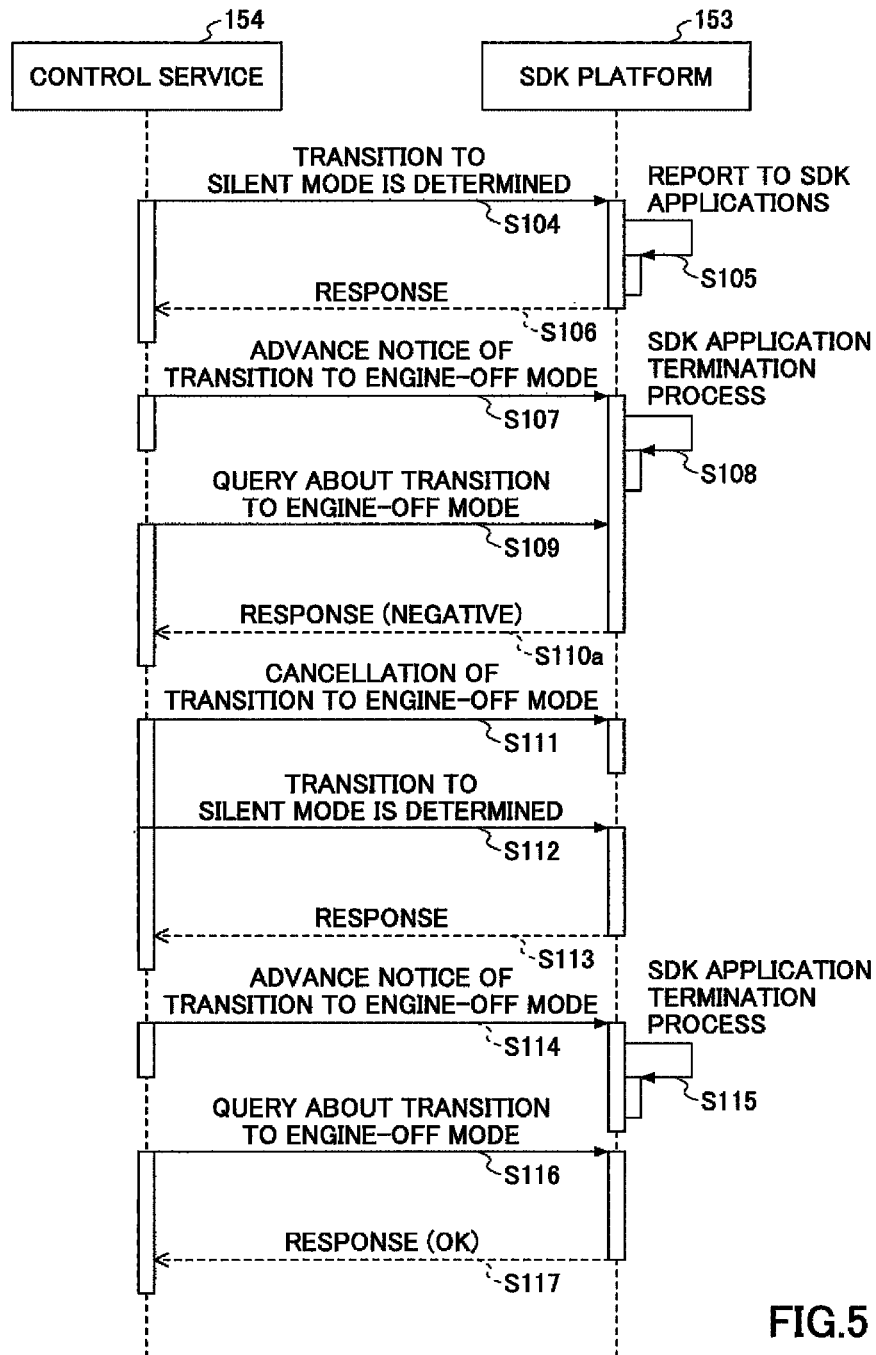 154
153
CONTROL SERVICE
SDK PLATFORM
TRANSITION TO
SILENT MODE IS DETERMINED
S104
REPORT TO SDK
APPLICATIONS
S105
RESPONSE
S106
ADVANCE NOTICE OF
TRANSITION TO ENGINE-OFF MODE
S107
SDK APPLICATION
TERMINATION
PROCESS
S108
QUERY ABOUT TRANSITION
TO ENGINE-OFF MODE
S109
RESPONSE (NEGATIVE)
S110a
CANCELLATION OF
TRANSITION TO ENGINE-OFF MODE
S111
TRANSITION TO
SILENT MODE IS DETERMINED
S112
RESPONSE
S113
ADVANCE NOTICE OF
TRANSITION TO ENGINE-OFF MODE
S114
SDK APPLICATION
TERMINATION
PROCESS
S115
QUERY ABOUT TRANSITION
TO ENGINE-OFF MODE
S116
RESPONSE (OK)
S117
FIG.5